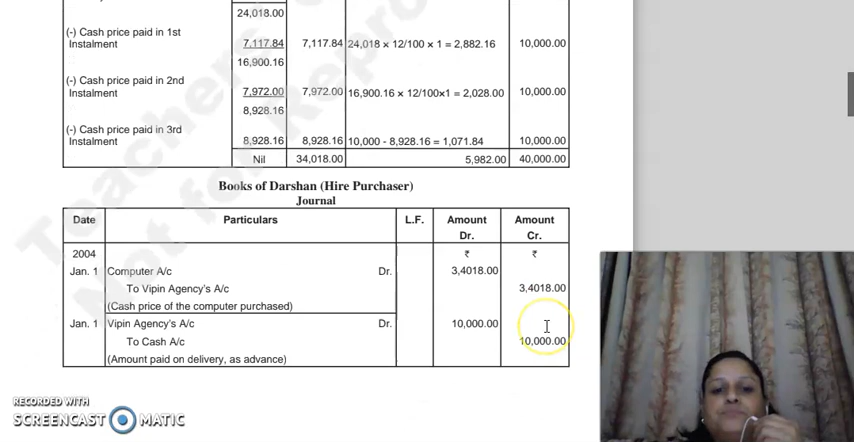 24,018.00
(-) Cash price paid in 1st
Instalment 7,117.84 7,117.84 24,018 x 12/100 x 1 = 2,882.16 10,000.00
16,900.16
(-) Cash price paid in 2nd
Instalment 7,972.00 7,972.00 16,900.16 × 12/100×1 = 2,028.00 10,000.00
8,928.16
(-) Cash price paid in 3rd
Instalment 8,928.16 8,928.16 10,000 - 8,928.16 = 1,071.84 10,000.00
Nil 34,018.00 5,982.00 40,000.00
Books of Darshan (Hire Purchaser)
Journal
Date Particulars L.F. Amount Amount
Dr. Cr.
2004 ₹ ₹
Jan. 1 Computer A/c Dr. 3,4018.00
To Vipin Agency's A/c 3,4018.00
(Cash price of the computer purchased)
Jan. 1 Vipin Agency's A/c Dr. 10,000.00
To Cash A/c 10,000.00
(Amount paid on delivery, as advance)
RECORDED WITH
SCREENCAST MATIC